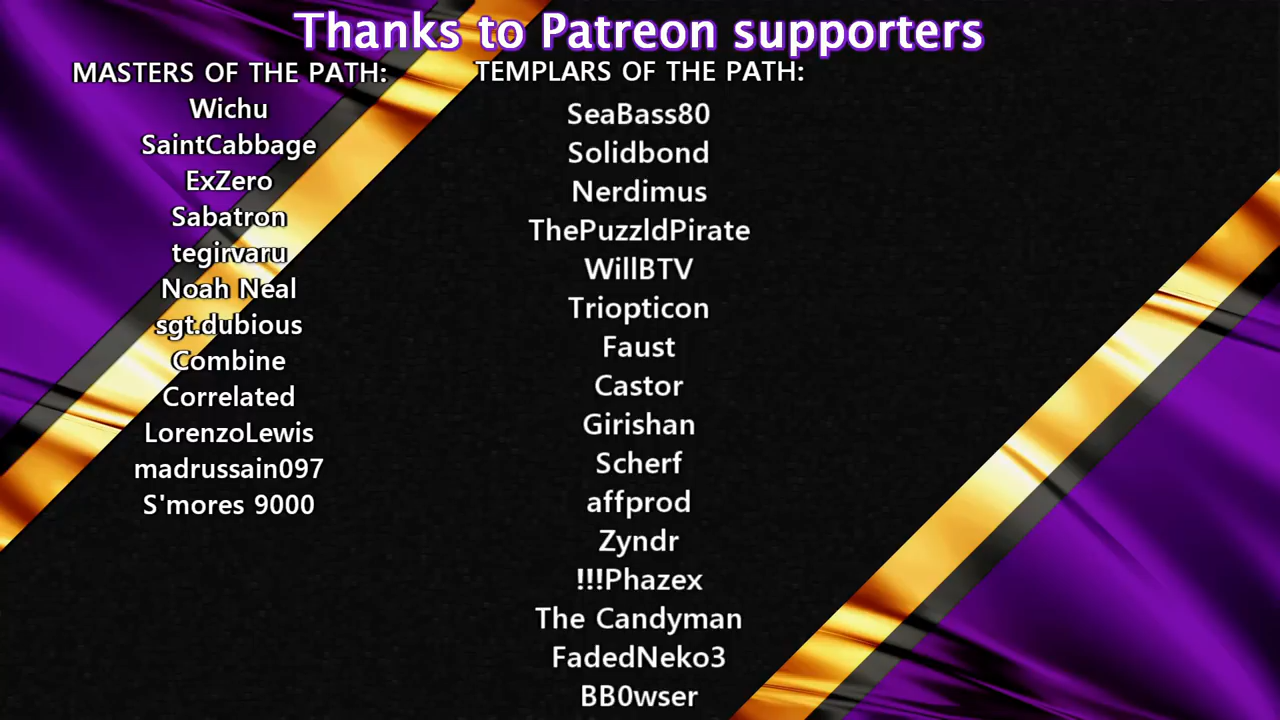 Thanks to Patreon supporters
MASTERS OF THE PATH:
Wichu
SaintCabbage
ExZero
Sabatron
tegirvaru
Noah Neal
sgt.dubious
Combine
Correlated
LorenzoLewis
madrussain097
S'mores 9000
TEMPLARS OF THE PATH:
SeaBass80
Solidbond
Nerdimus
ThePuzzldPirate
WillBTV
Triopticon
Faust
Castor
Girishan
Scherf
affprod
Zyndr
!!!Phazex
The Candyman
FadedNeko3
BB0wser